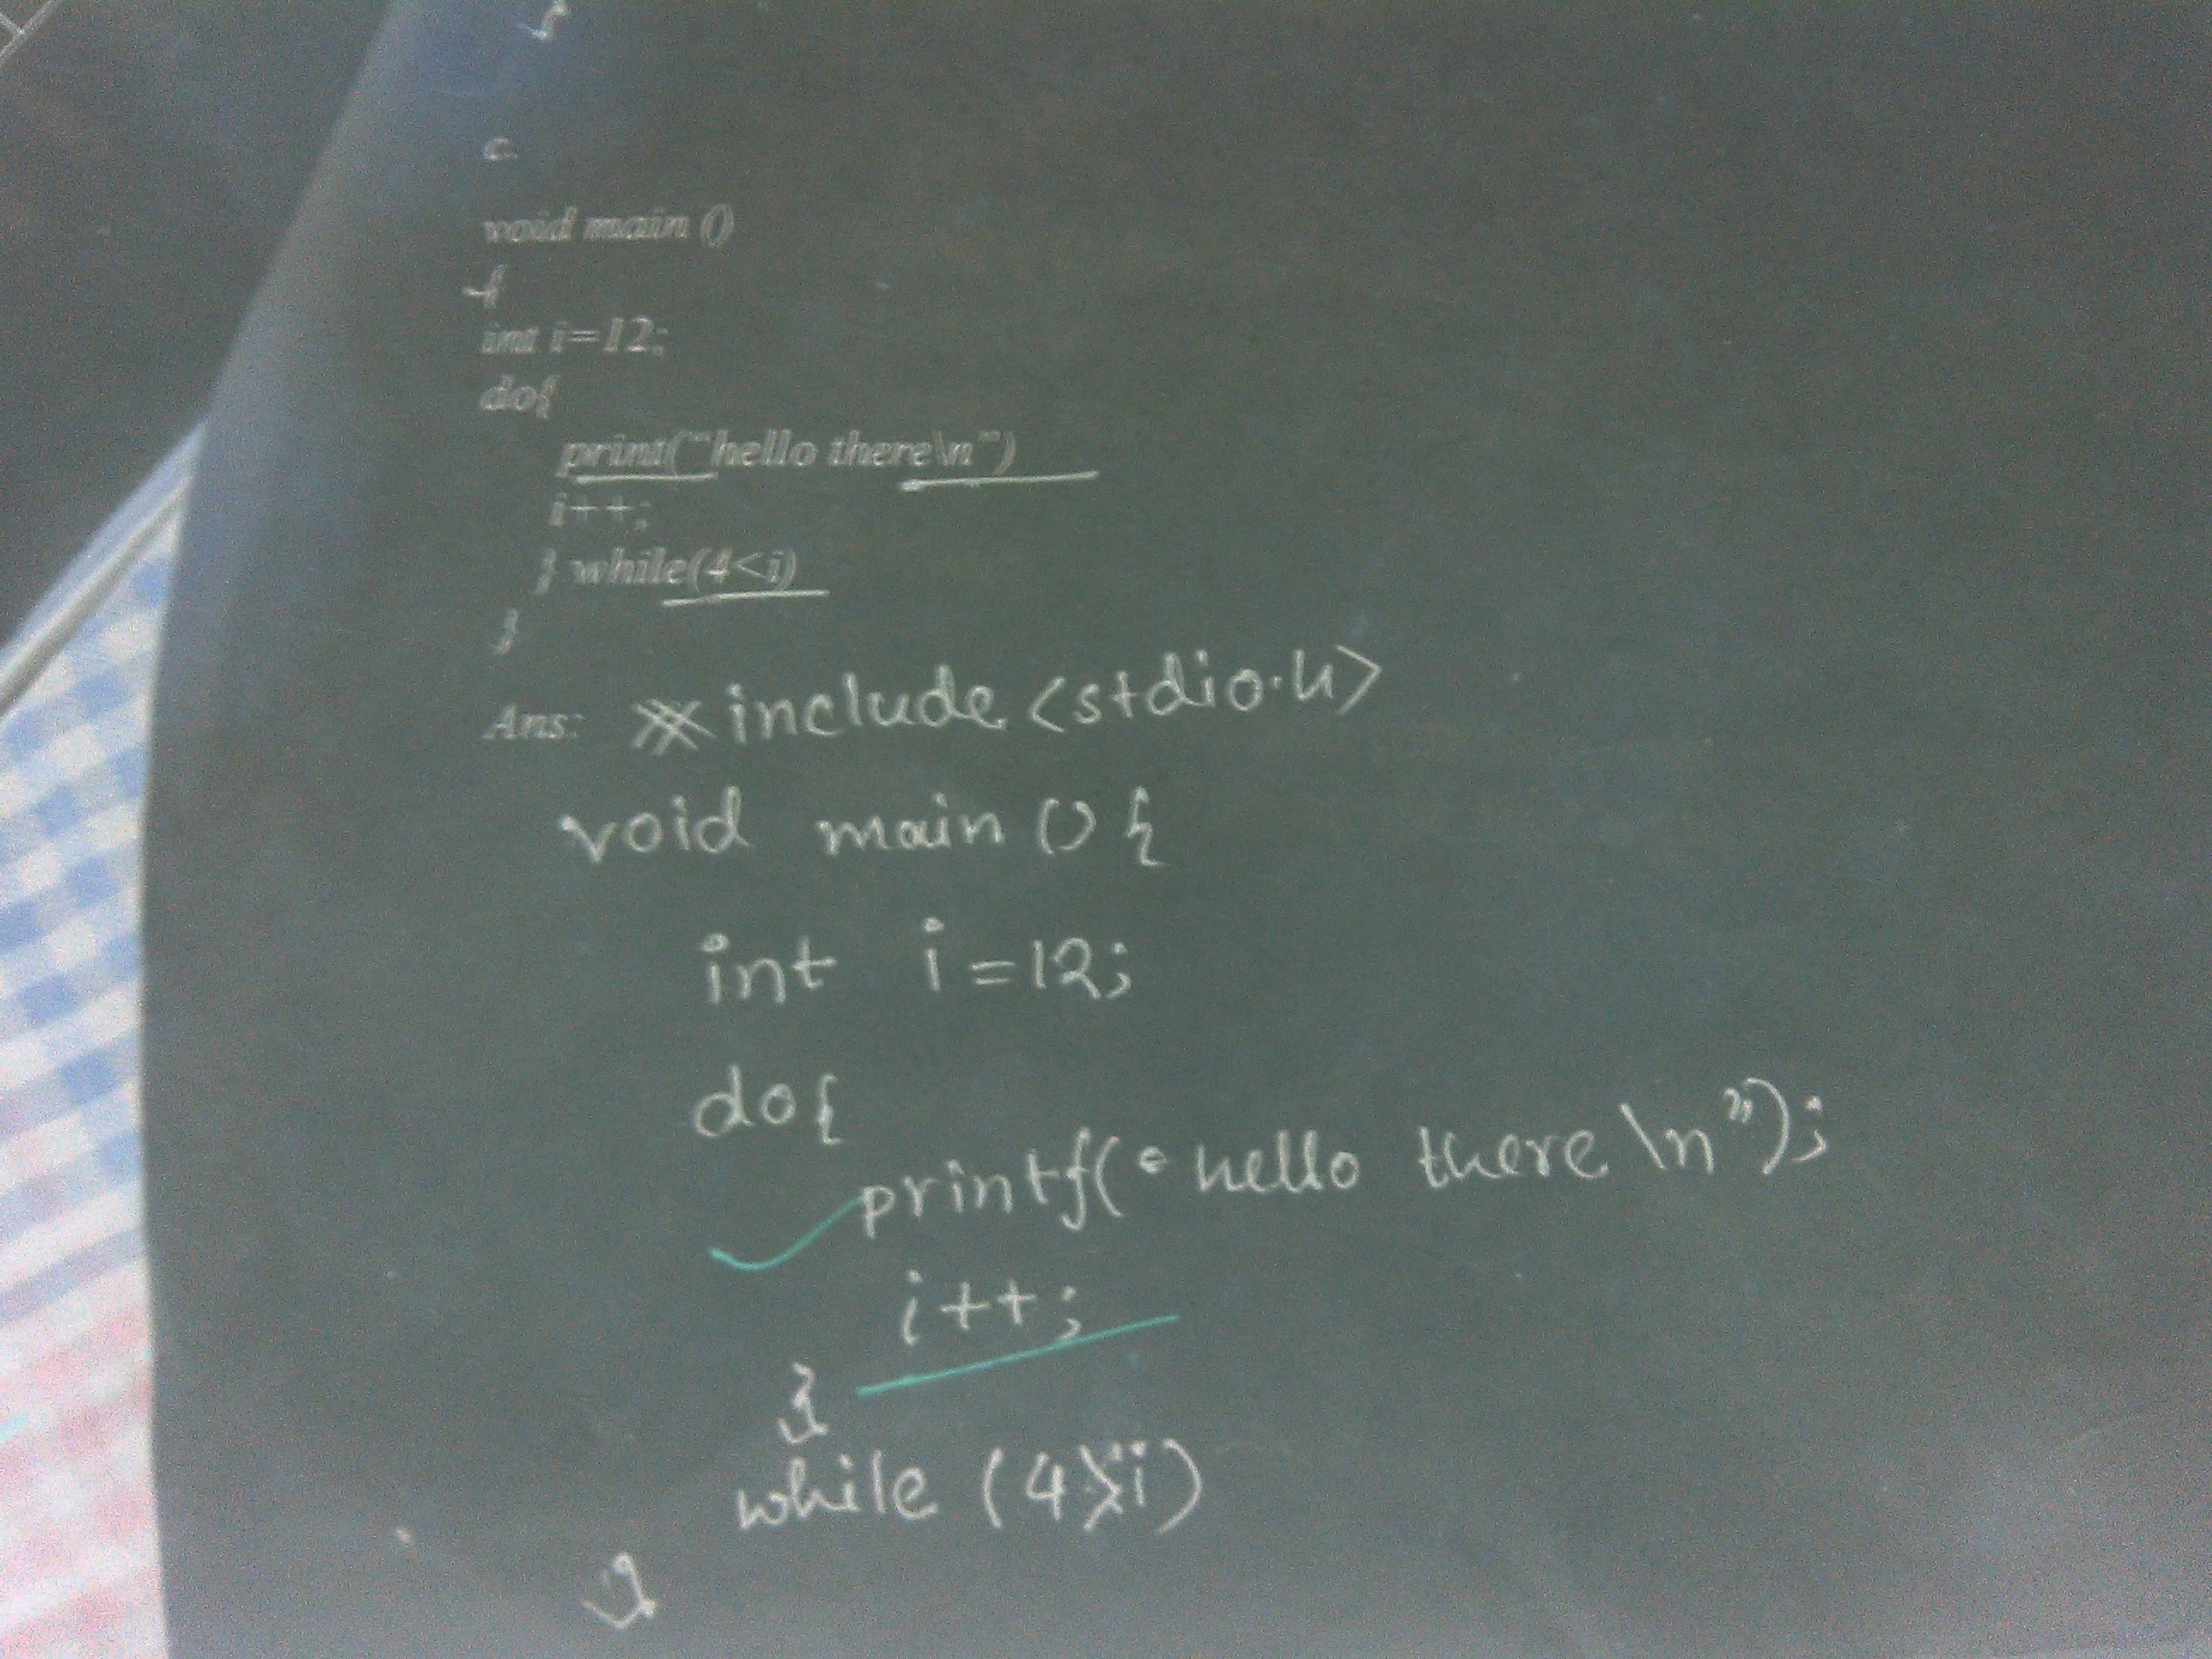 }
c.
void main ()
{
int i=12;
do{
print("hello there\n")
i++;
} while(4<i)
}
Ans: #include <stdio.h>
void main () {
int i =12;
do{
printf("hello there \n");
i++;
}
while (4>i)
}